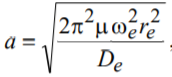 a = √(2π²μω_e²r_e² / D_e),